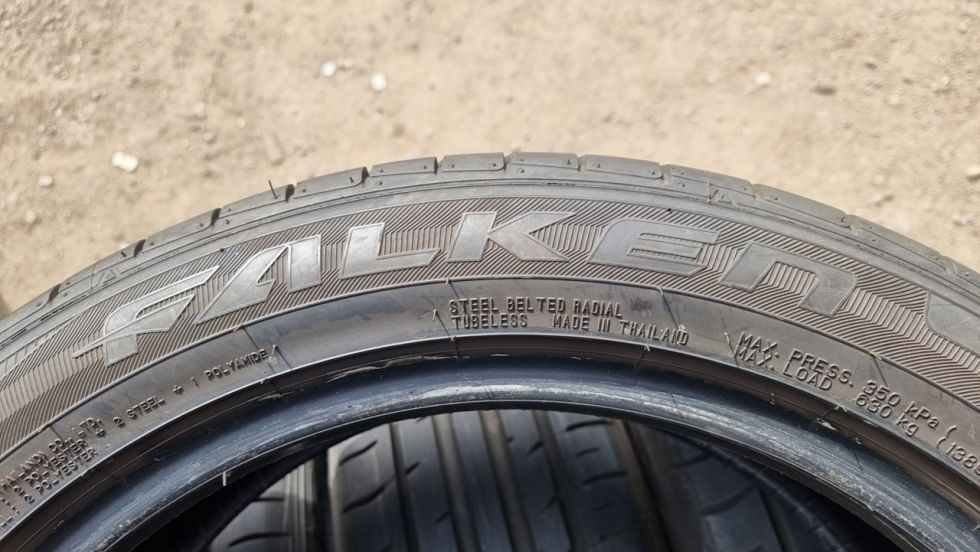 FALKEN
STEEL BELTED RADIAL
TUBELESS MADE IN THAILAND
MAX. PRESS. 350 kPa
MAX. LOAD 630 kg
2 STEEL + 1 POLYAMIDE
2 POLYESTER